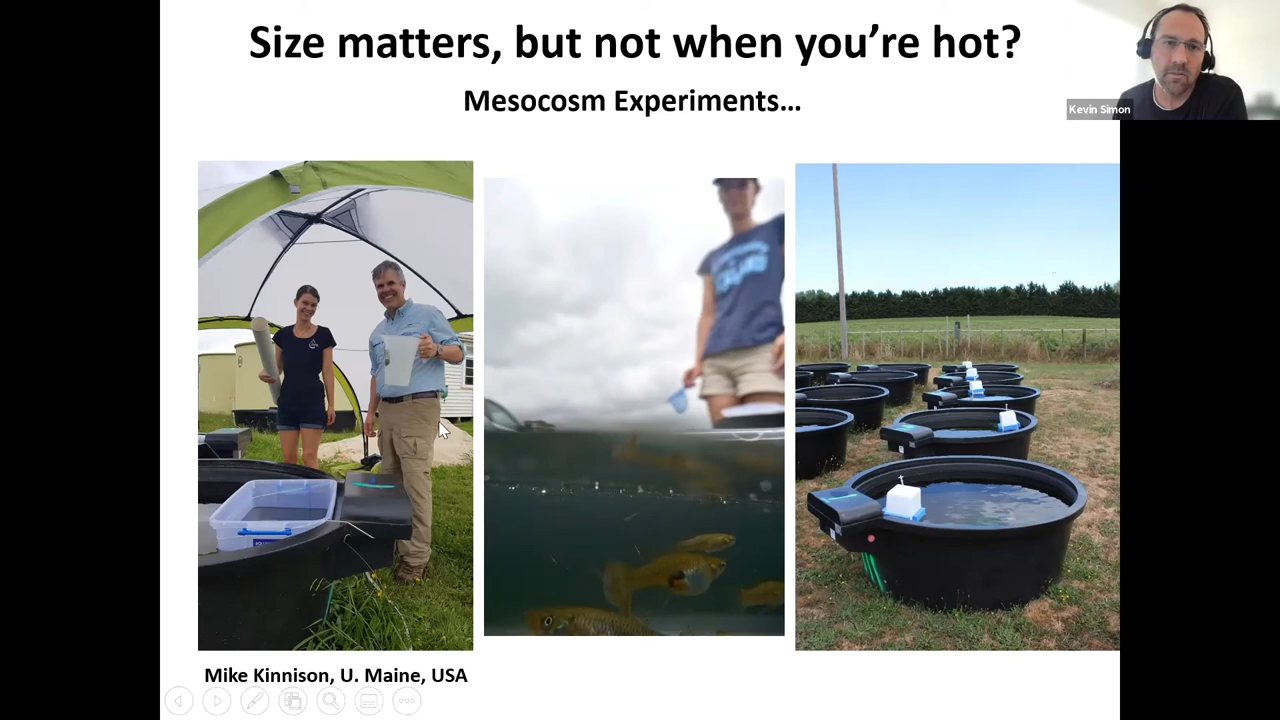 Size matters, but not when you’re hot?
Mesocosm Experiments…
Kevin Simon
Mike Kinnison, U. Maine, USA